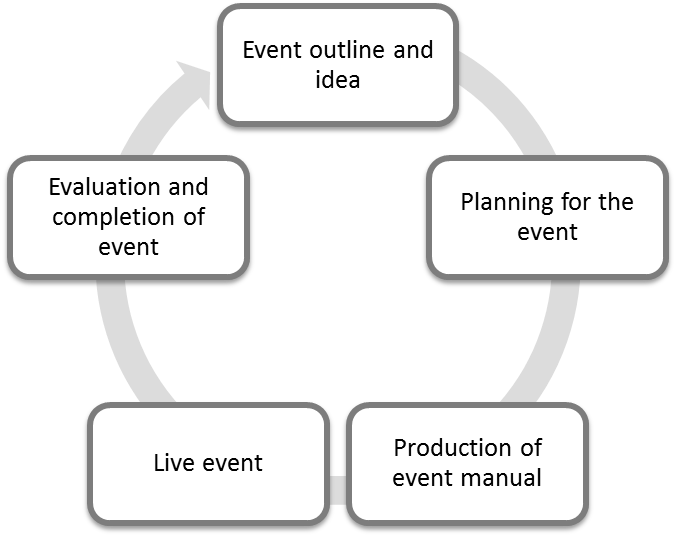 Event outline and
idea
Planning for the
event
Production of
event manual
Live event
Evaluation and
completion of
event